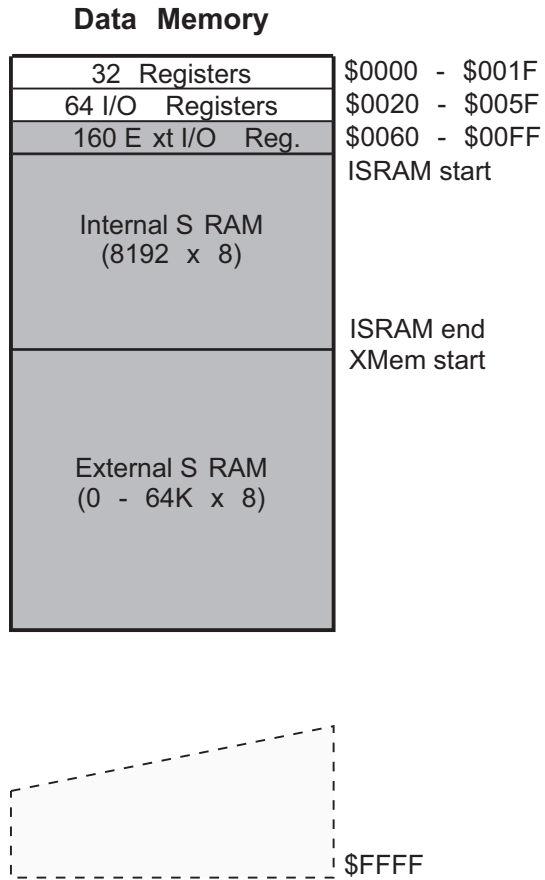 Data Memory
32 Registers
$0000 - $001F
64 I/O Registers
$0020 - $005F
160 E xt I/O Reg.
$0060 - $00FF
ISRAM start
Internal S RAM
(8192 x 8)
ISRAM end
XMem start
External S RAM
(0 - 64K x 8)
$FFFF